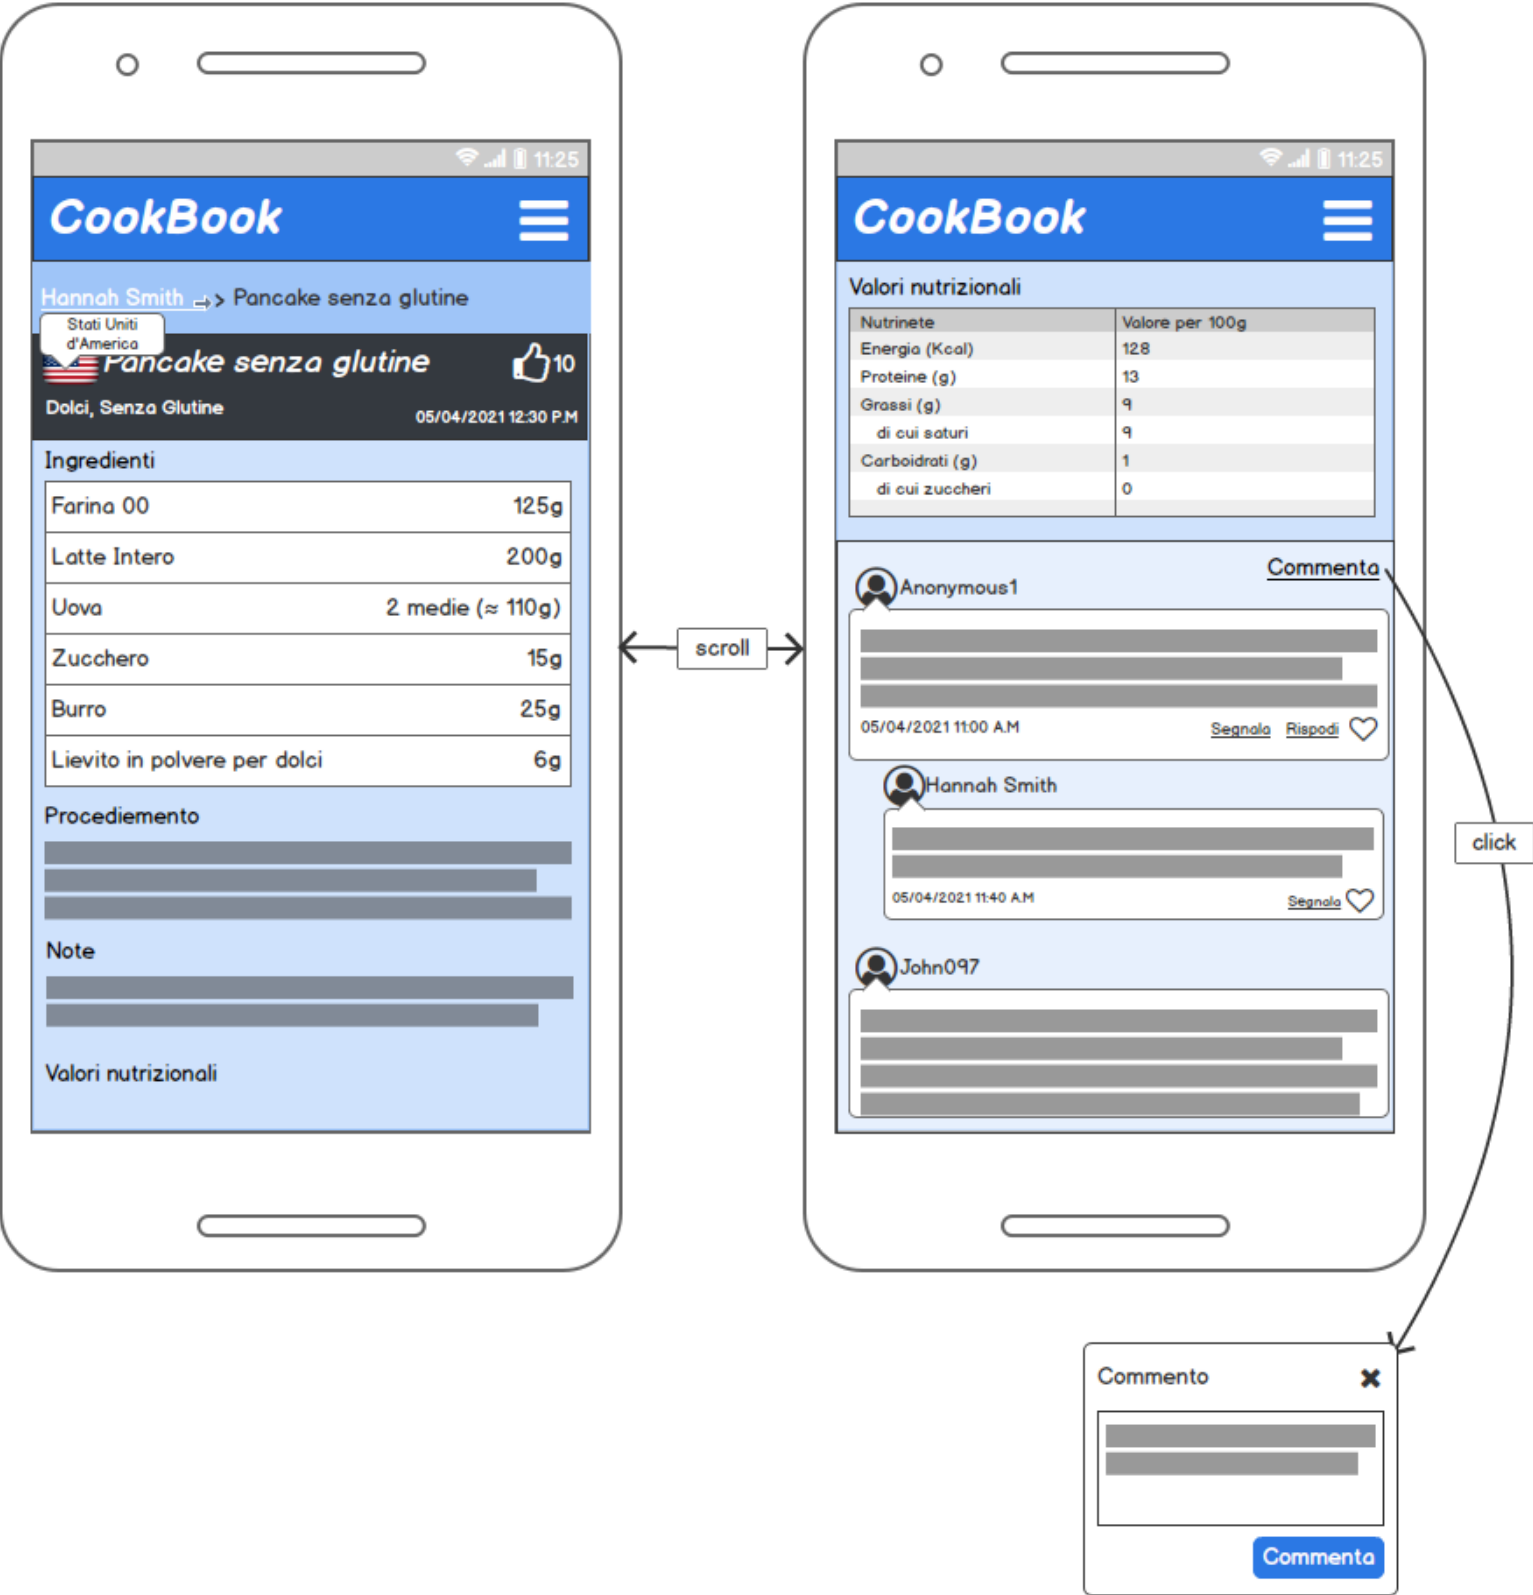 11:25
CookBook
Hannah Smith > Pancake senza glutine
Stati Uniti
d'America
Pancake senza glutine 10
Dolci, Senza Glutine 05/04/2021 12:30 P.M
Ingredienti
Farina 00 125g
Latte Intero 200g
Uova 2 medie (≈ 110g)
Zucchero 15g
Burro 25g
Lievito in polvere per dolci 6g
Procediemento
Note
Valori nutrizionali
scroll
11:25
CookBook
Valori nutrizionali
Nutrinete Valore per 100g
Energia (Kcal) 128
Proteine (g) 13
Grassi (g) 9
di cui saturi 9
Carboidrati (g) 1
di cui zuccheri 0
Commenta
Anonymous1
05/04/2021 11:00 A.M Segnala Rispodi
Hannah Smith
05/04/2021 11:40 A.M Segnala
John097
click
Commento
Commenta